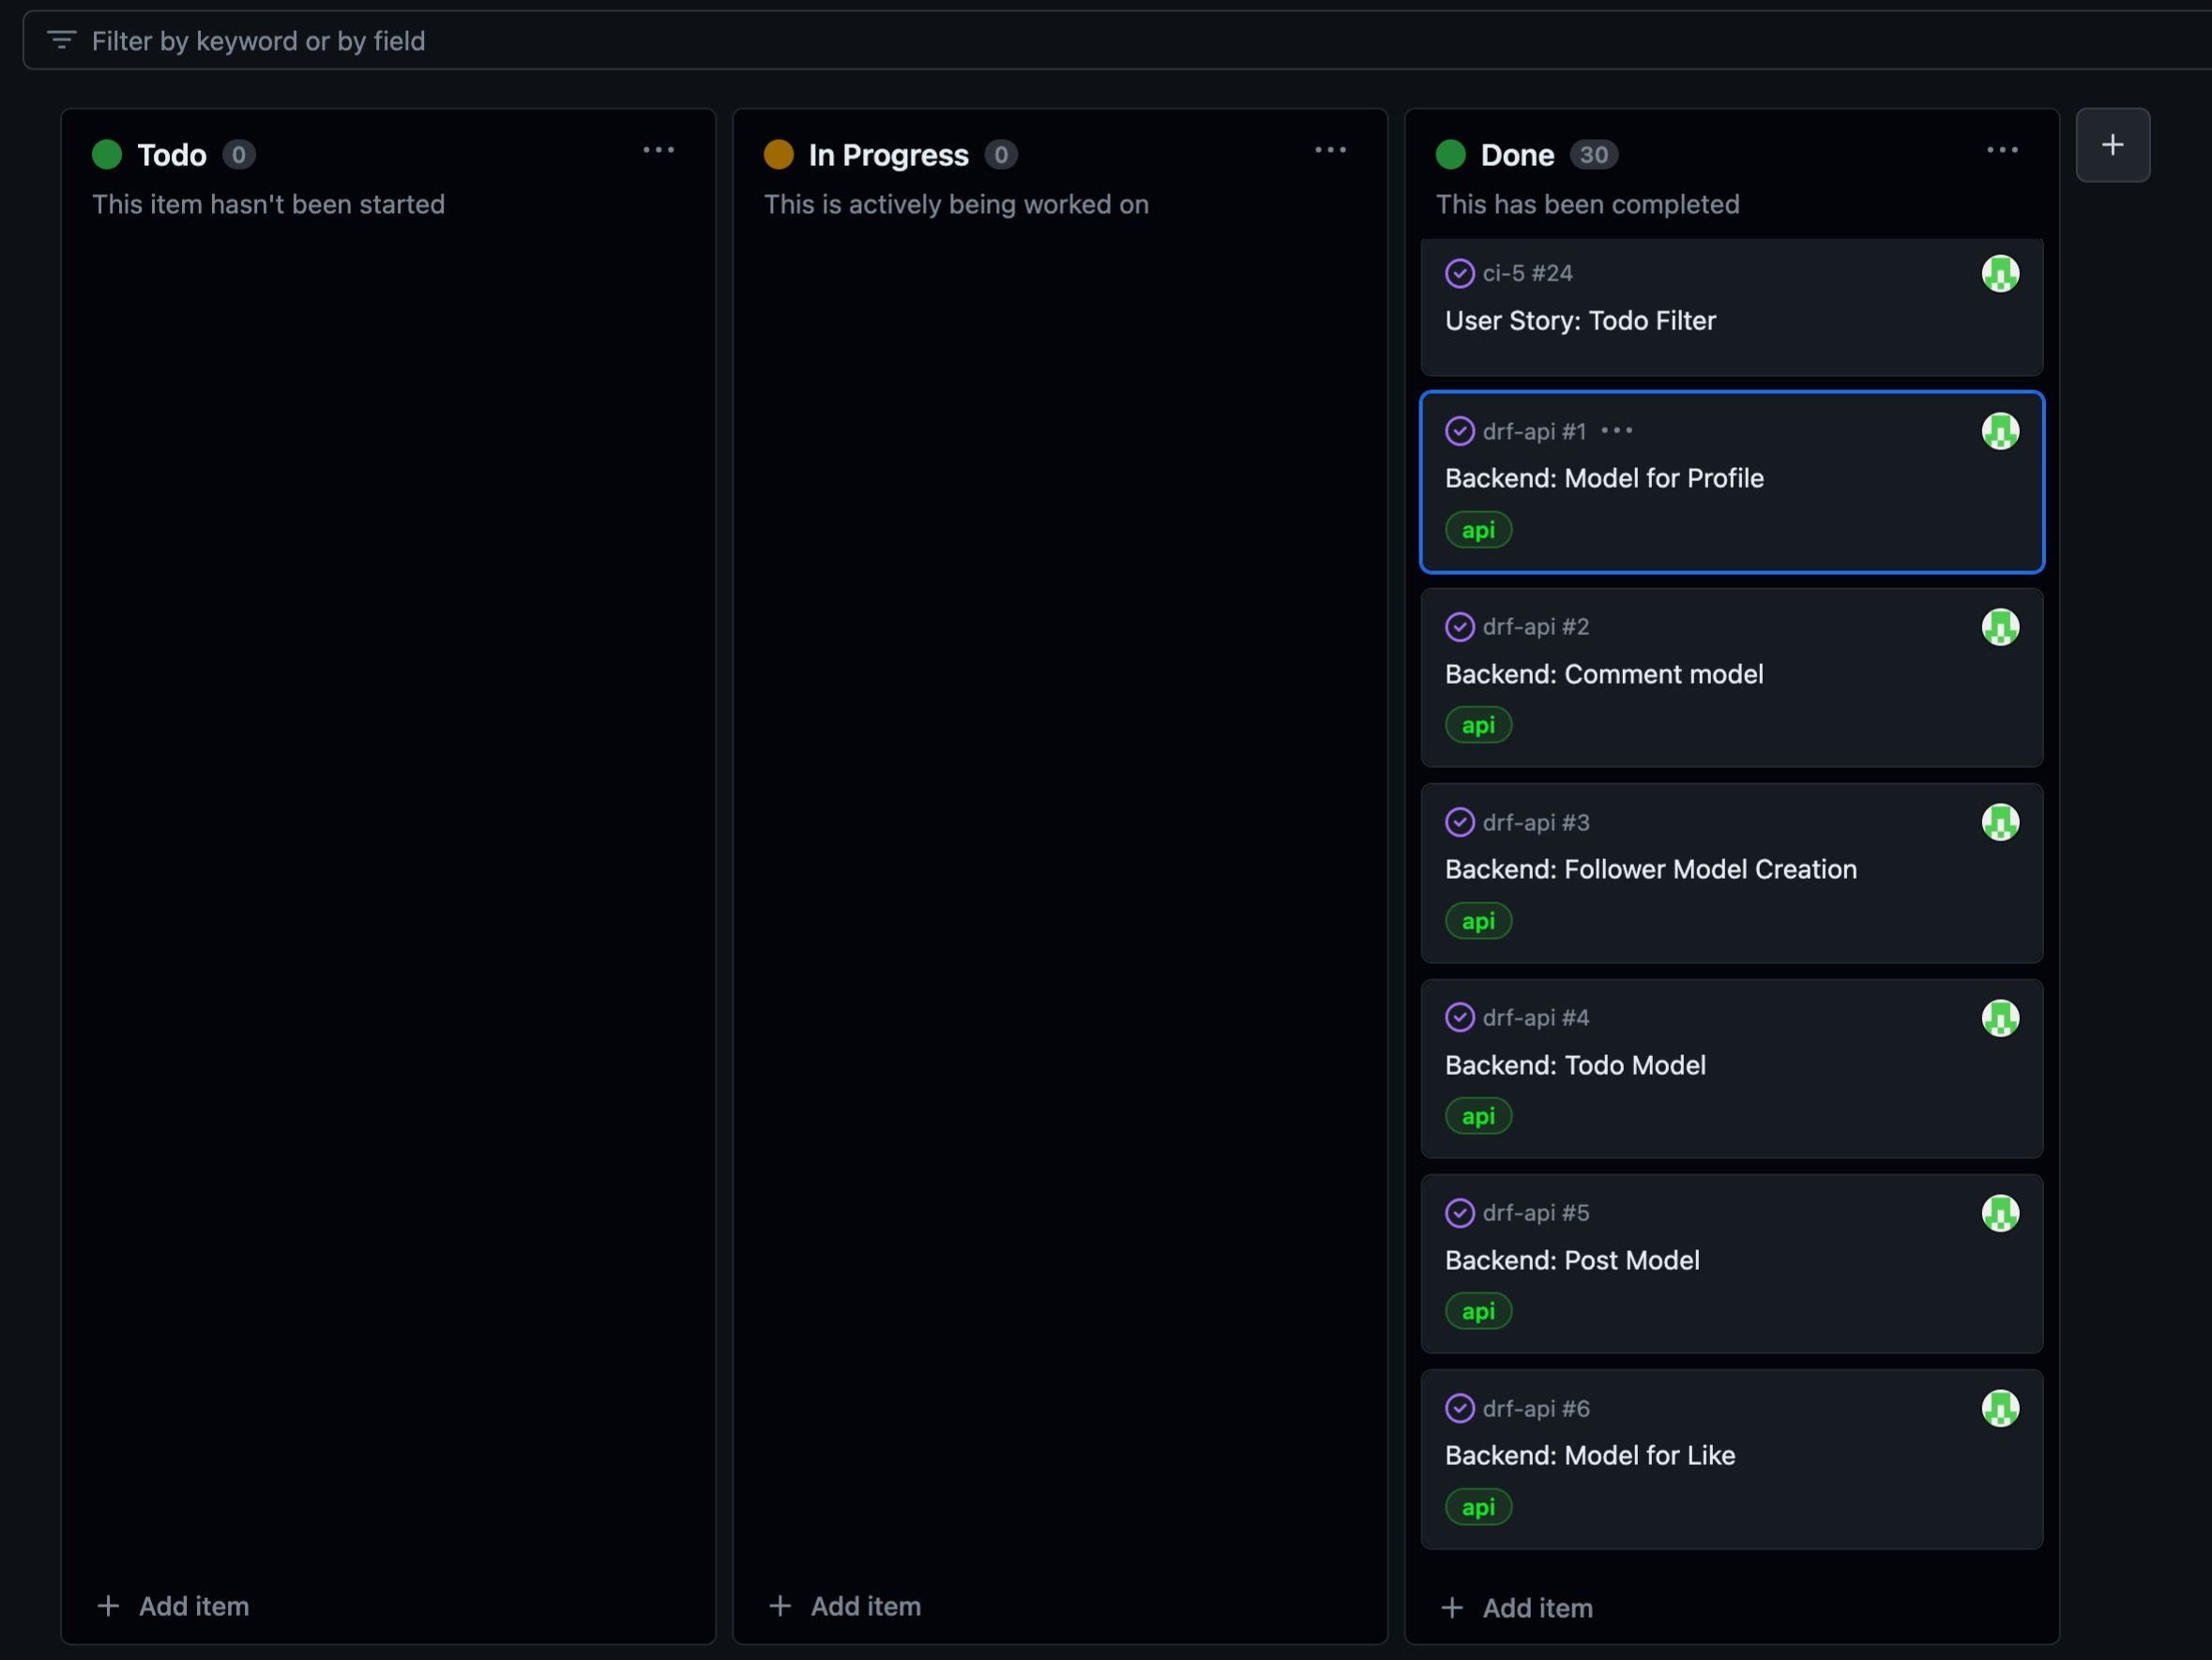 Filter by keyword or by field
Todo 0
This item hasn't been started
Add item
In Progress 0
This is actively being worked on
Add item
Done 30
This has been completed
ci-5 #24
User Story: Todo Filter
drf-api #1
Backend: Model for Profile
api
drf-api #2
Backend: Comment model
api
drf-api #3
Backend: Follower Model Creation
api
drf-api #4
Backend: Todo Model
api
drf-api #5
Backend: Post Model
api
drf-api #6
Backend: Model for Like
api
Add item